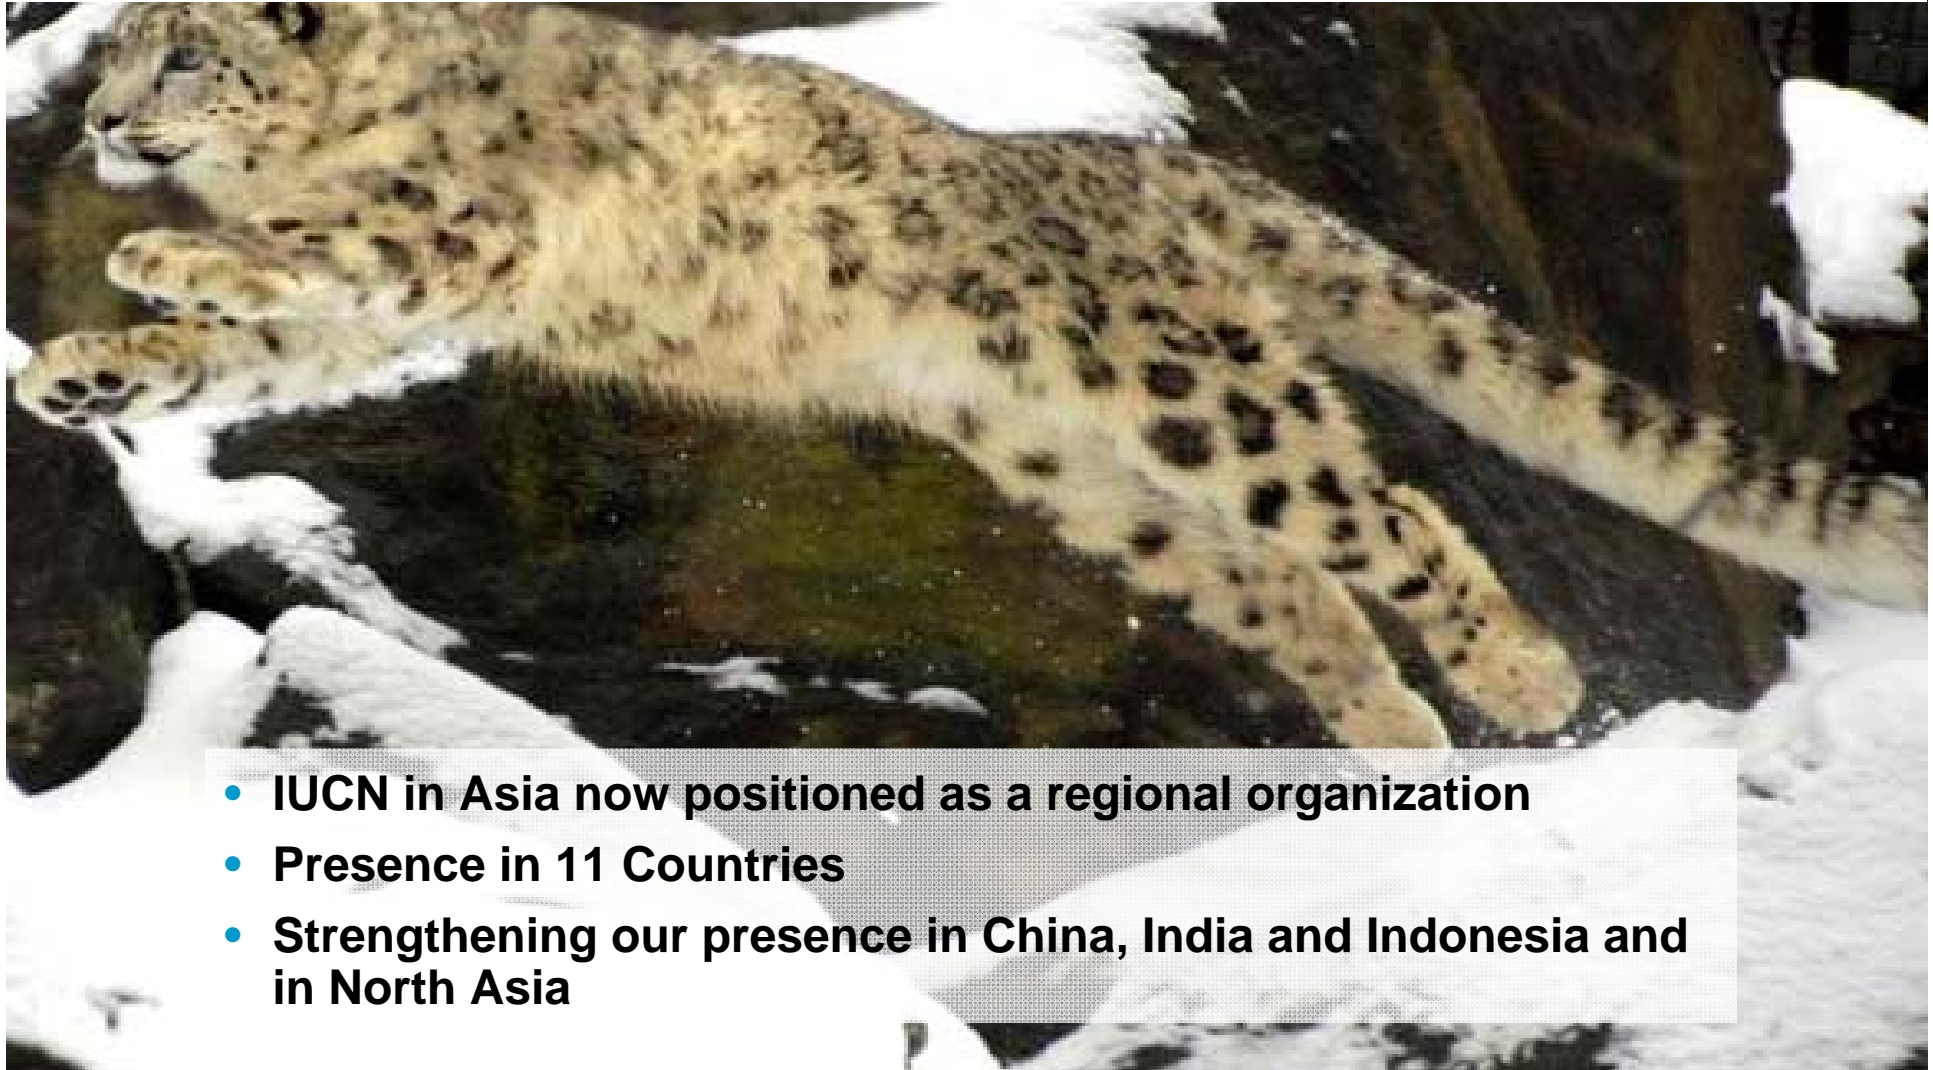 • IUCN in Asia now positioned as a regional organization
• Presence in 11 Countries
• Strengthening our presence in China, India and Indonesia and
in North Asia